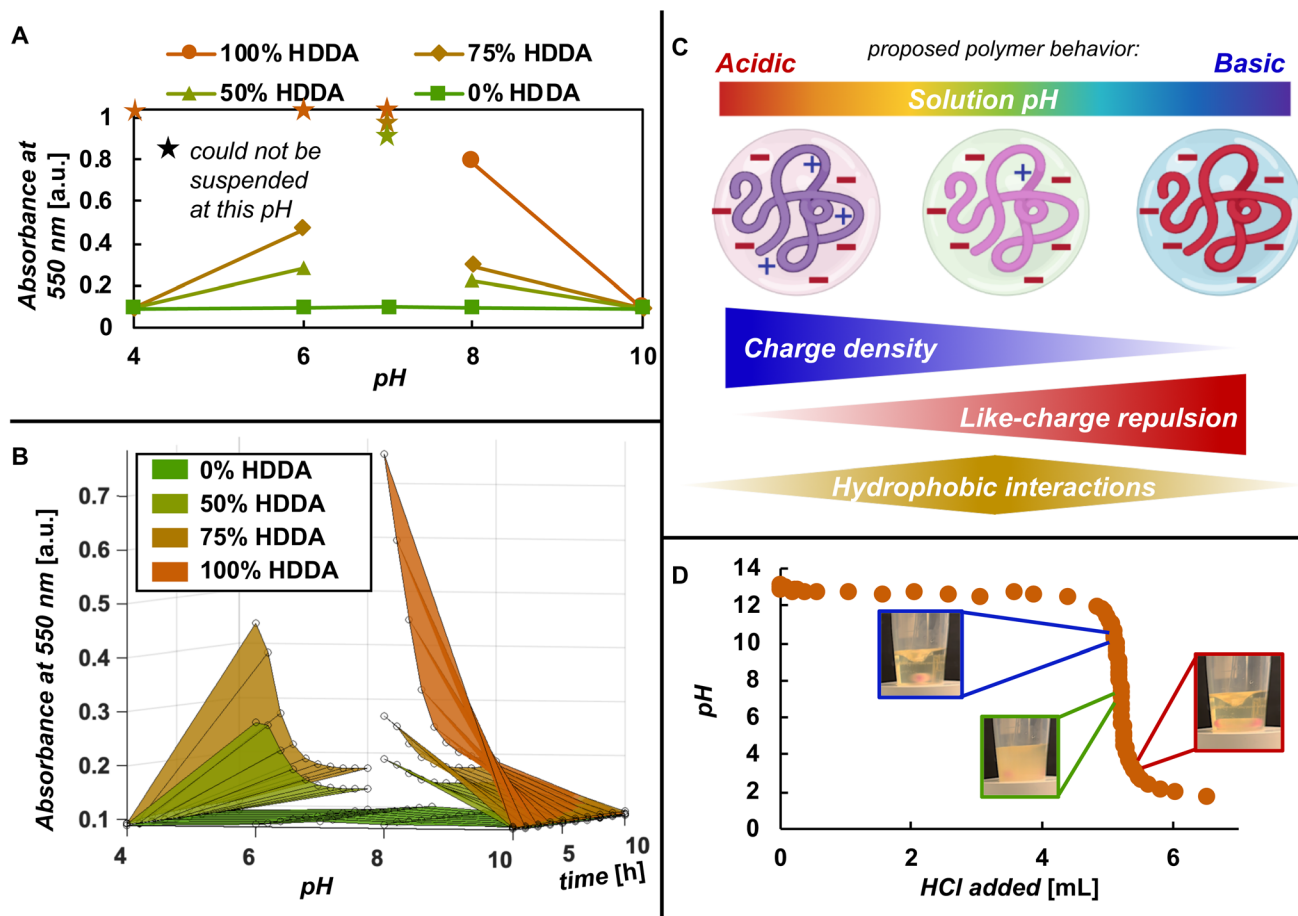 A
100% HDDA
75% HDDA
50% HDDA
0% HDDA
Absorbance at
550 nm [a.u.]
1
0.8
0.6
0.4
0.2
0
could not be
suspended
at this pH
4
6
7
8
10
pH
B
0% HDDA
50% HDDA
75% HDDA
100% HDDA
Absorbance at 550 nm [a.u.]
0.7
0.6
0.5
0.4
0.3
0.2
0.1
4
6
8
10
5
10
pH
time [h]
C
proposed polymer behavior:
Acidic
Basic
Solution pH
+
+
+
+
Charge density
Like-charge repulsion
Hydrophobic interactions
D
pH
14
12
10
8
6
4
2
0
0
2
4
6
HCl added [mL]